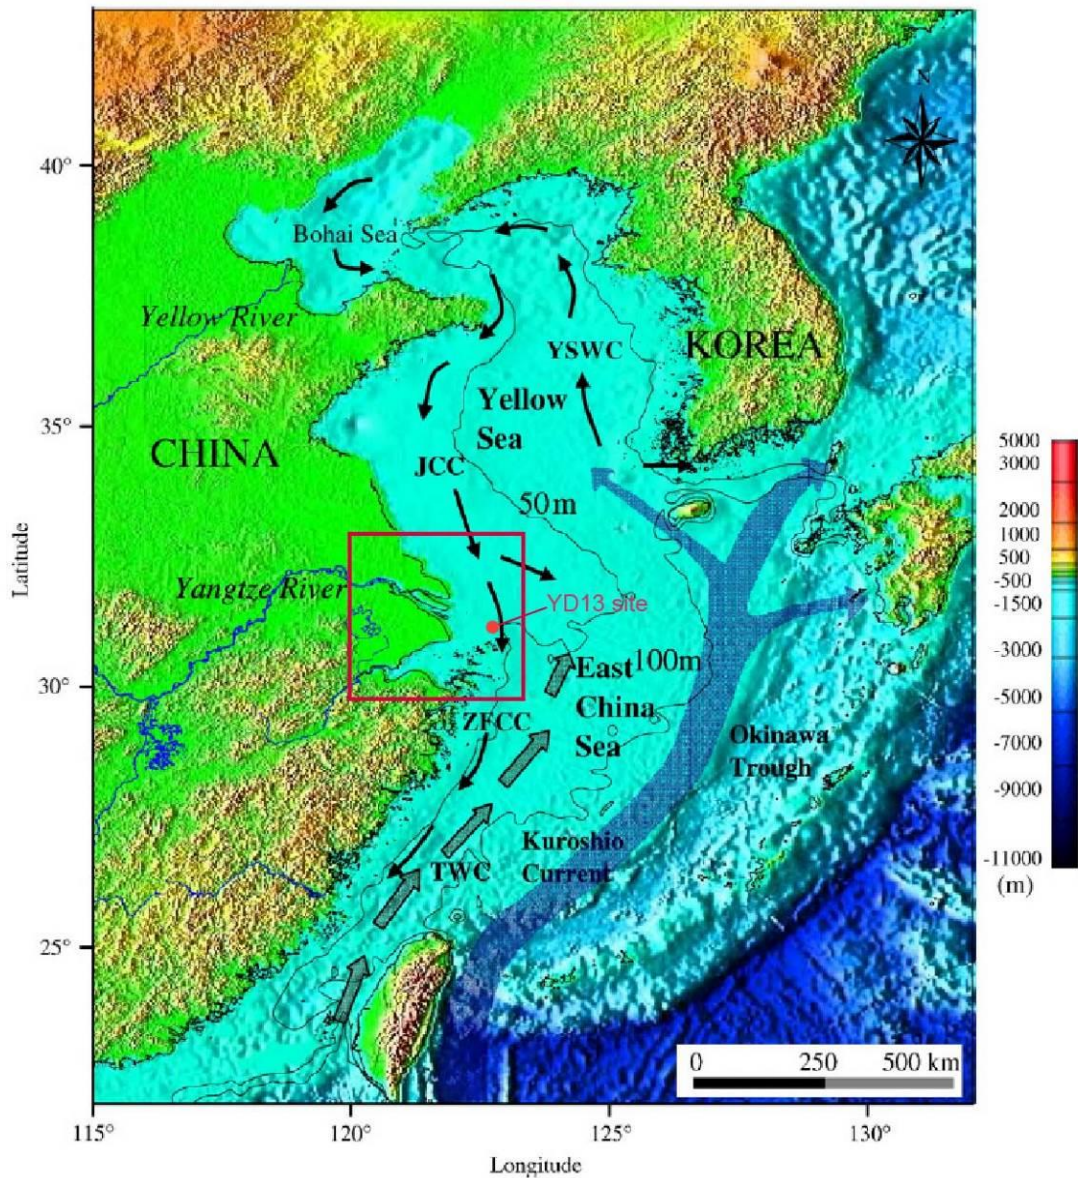 N
40°
Bohai Sea
Yellow River
YSWC
KOREA
Yellow
Sea
35°
CHINA
JCC
50m
5000
3000
2000
1000
500
-500
-1500
-3000
-5000
-7000
-9000
-11000
(m)
Latitude
Yangtze River
YD13 site
30°
East
China
Sea
100m
ZFCC
Okinawa
Trough
Kuroshio
Current
TWC
25°
0 250 500 km
115° 120° 125° 130°
Longitude